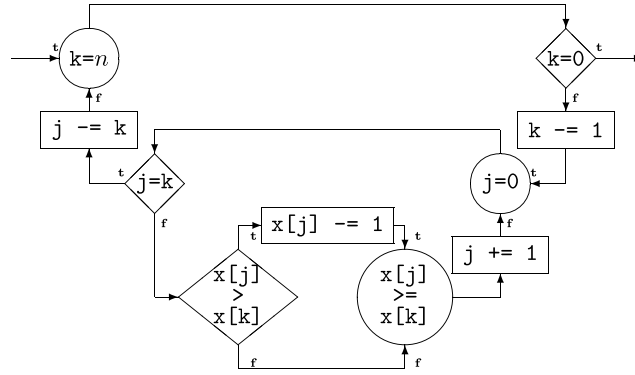 t
k=n
k=0
t
f
f
j -= k
k -= 1
t
j=k
j=0
t
f
f
x[j] -= 1
t
t
j += 1
x[j]
>
x[k]
x[j]
>=
x[k]
f
f